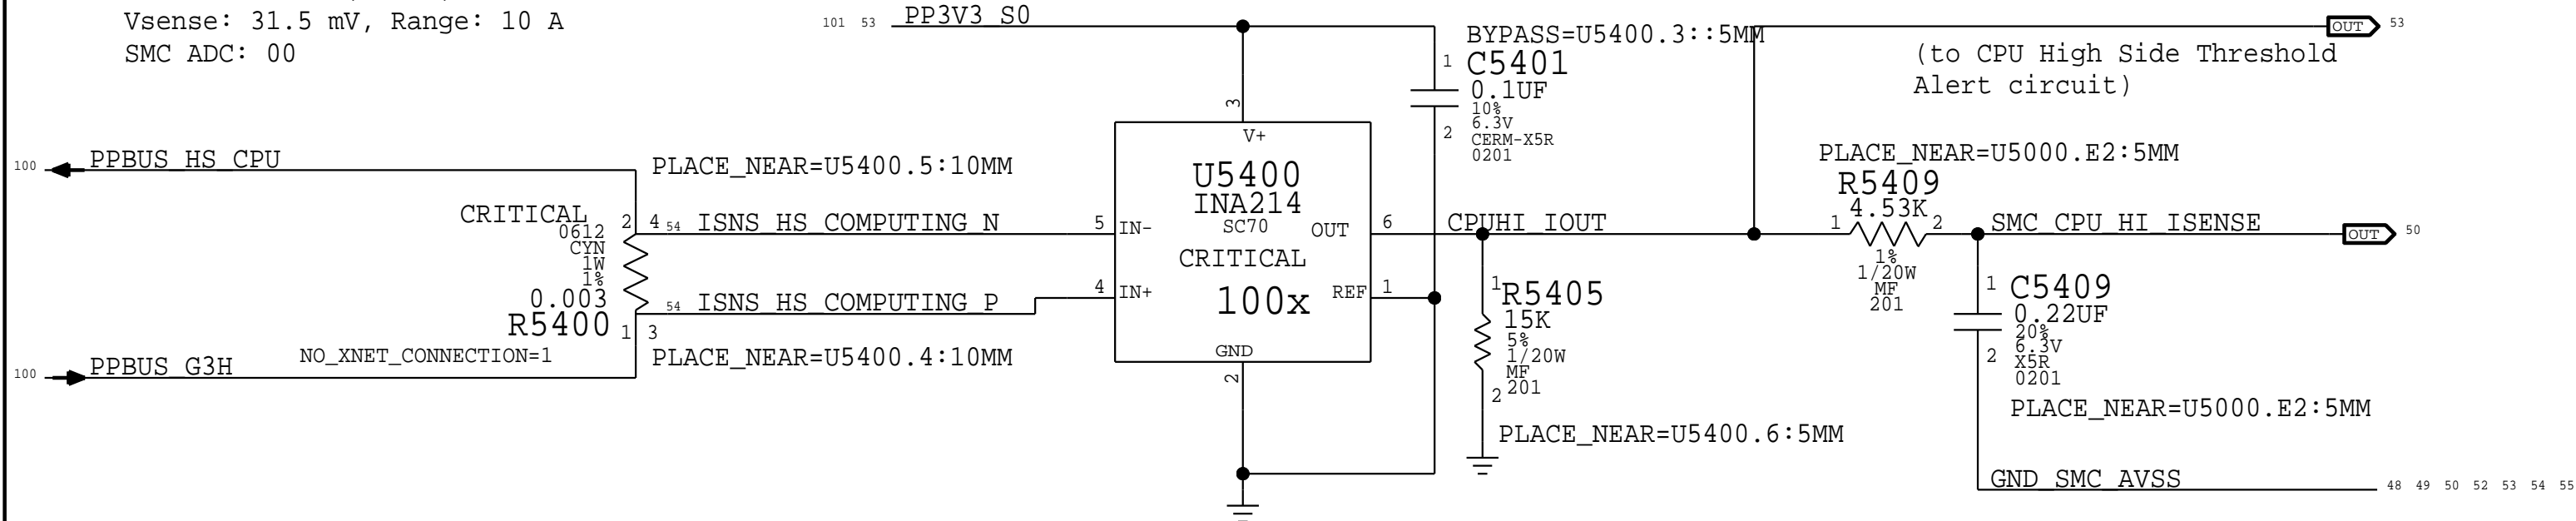 Vsense: 31.5 mV, Range: 10 A
SMC ADC: 00
101 53 PP3V3_S0
BYPASS=U5400.3::5MM
1 C5401
0.1UF
10%
6.3V
2 CERM-X5R
0201
OUT 53
(to CPU High Side Threshold
Alert circuit)
100 PPBUS_HS_CPU
PLACE_NEAR=U5400.5:10MM
3
V+
U5400
INA214
SC70
CRITICAL
100x
5 IN-
4 IN+
OUT 6
REF 1
GND
2
CRITICAL
0612
CYN
1W
1%
0.003
R5400
2 4
1 3
54 ISNS_HS_COMPUTING_N
54 ISNS_HS_COMPUTING_P
NO_XNET_CONNECTION=1
PLACE_NEAR=U5400.4:10MM
100 PPBUS_G3H
CPUHI_IOUT
1 R5405
15K
5%
1/20W
MF
2 201
PLACE_NEAR=U5400.6:5MM
PLACE_NEAR=U5000.E2:5MM
R5409
4.53K
1 2
1%
1/20W
MF
201
SMC_CPU_HI_ISENSE
OUT 50
1 C5409
0.22UF
20%
6.3V
2 X5R
0201
PLACE_NEAR=U5000.E2:5MM
GND_SMC_AVSS
48 49 50 52 53 54 55